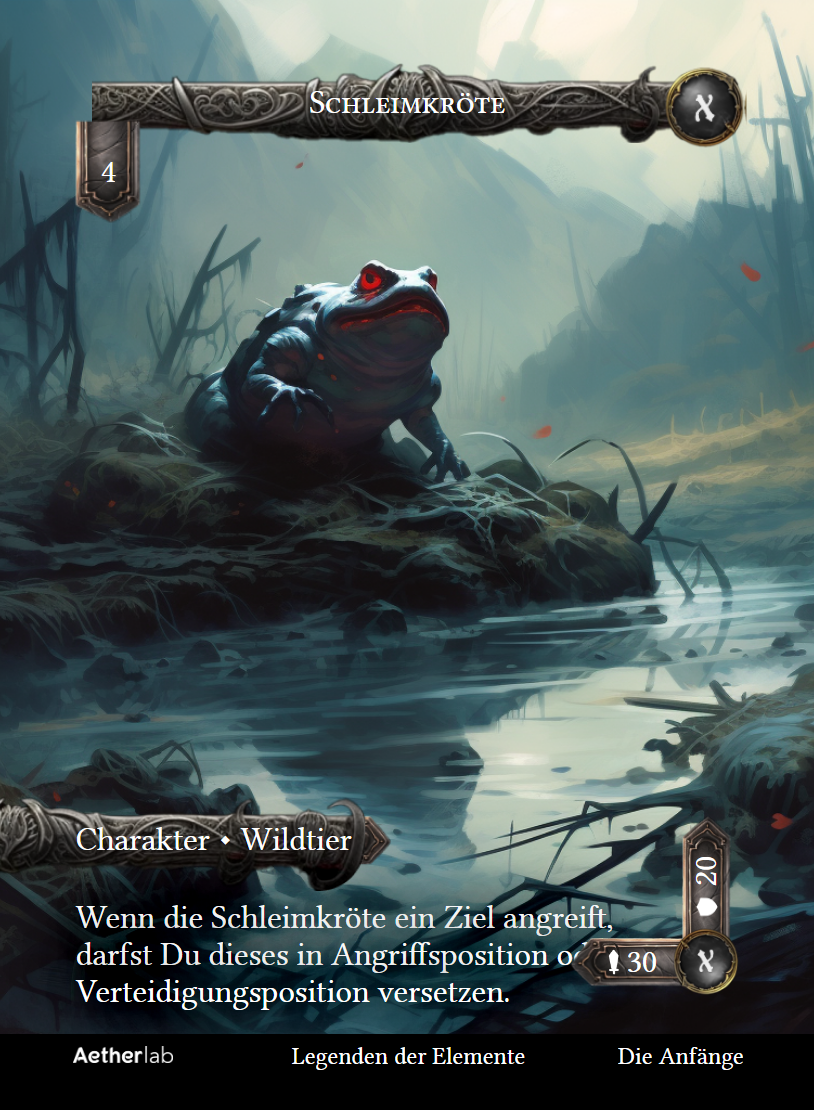 Schleimkröte
4
Charakter • Wildtier
Wenn die Schleimkröte ein Ziel angreift,
darfst Du dieses in Angriffsposition
Verteidigungsposition versetzen.
20
30
Aetherlab
Legenden der Elemente
Die Anfänge